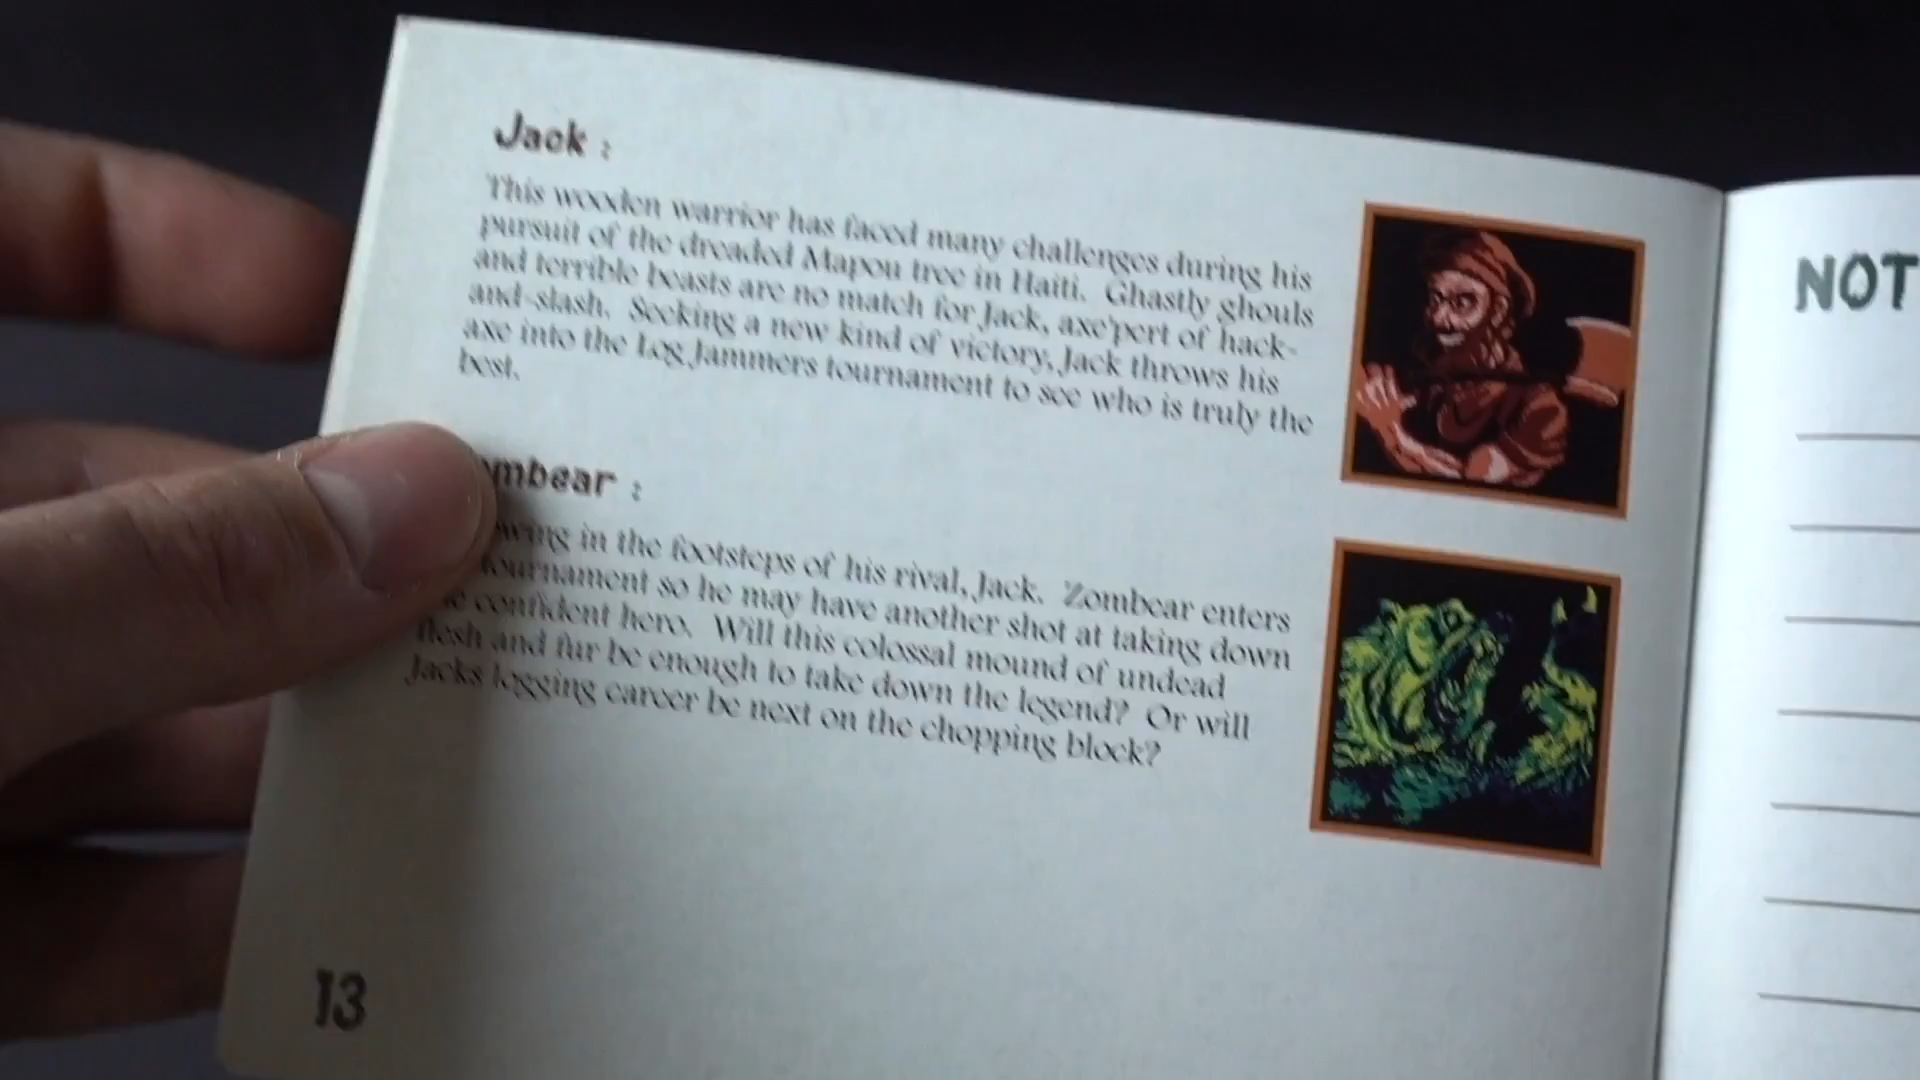 Jack :
This wooden warrior has faced many challenges during his
pursuit of the dreaded Mapou tree in Haiti. Ghastly ghouls
and terrible beasts are no match for Jack, axe'pert of hack-
and-slash. Seeking a new kind of victory, Jack throws his
axe into the Log Jammers tournament to see who is truly the
best.
ombear :
wing in the footsteps of his rival, Jack. Zombear enters
tournament so he may have another shot at taking down
confident hero. Will this colossal mound of undead
flesh and fur be enough to take down the legend? Or will
Jacks logging career be next on the chopping block?
13
NOT